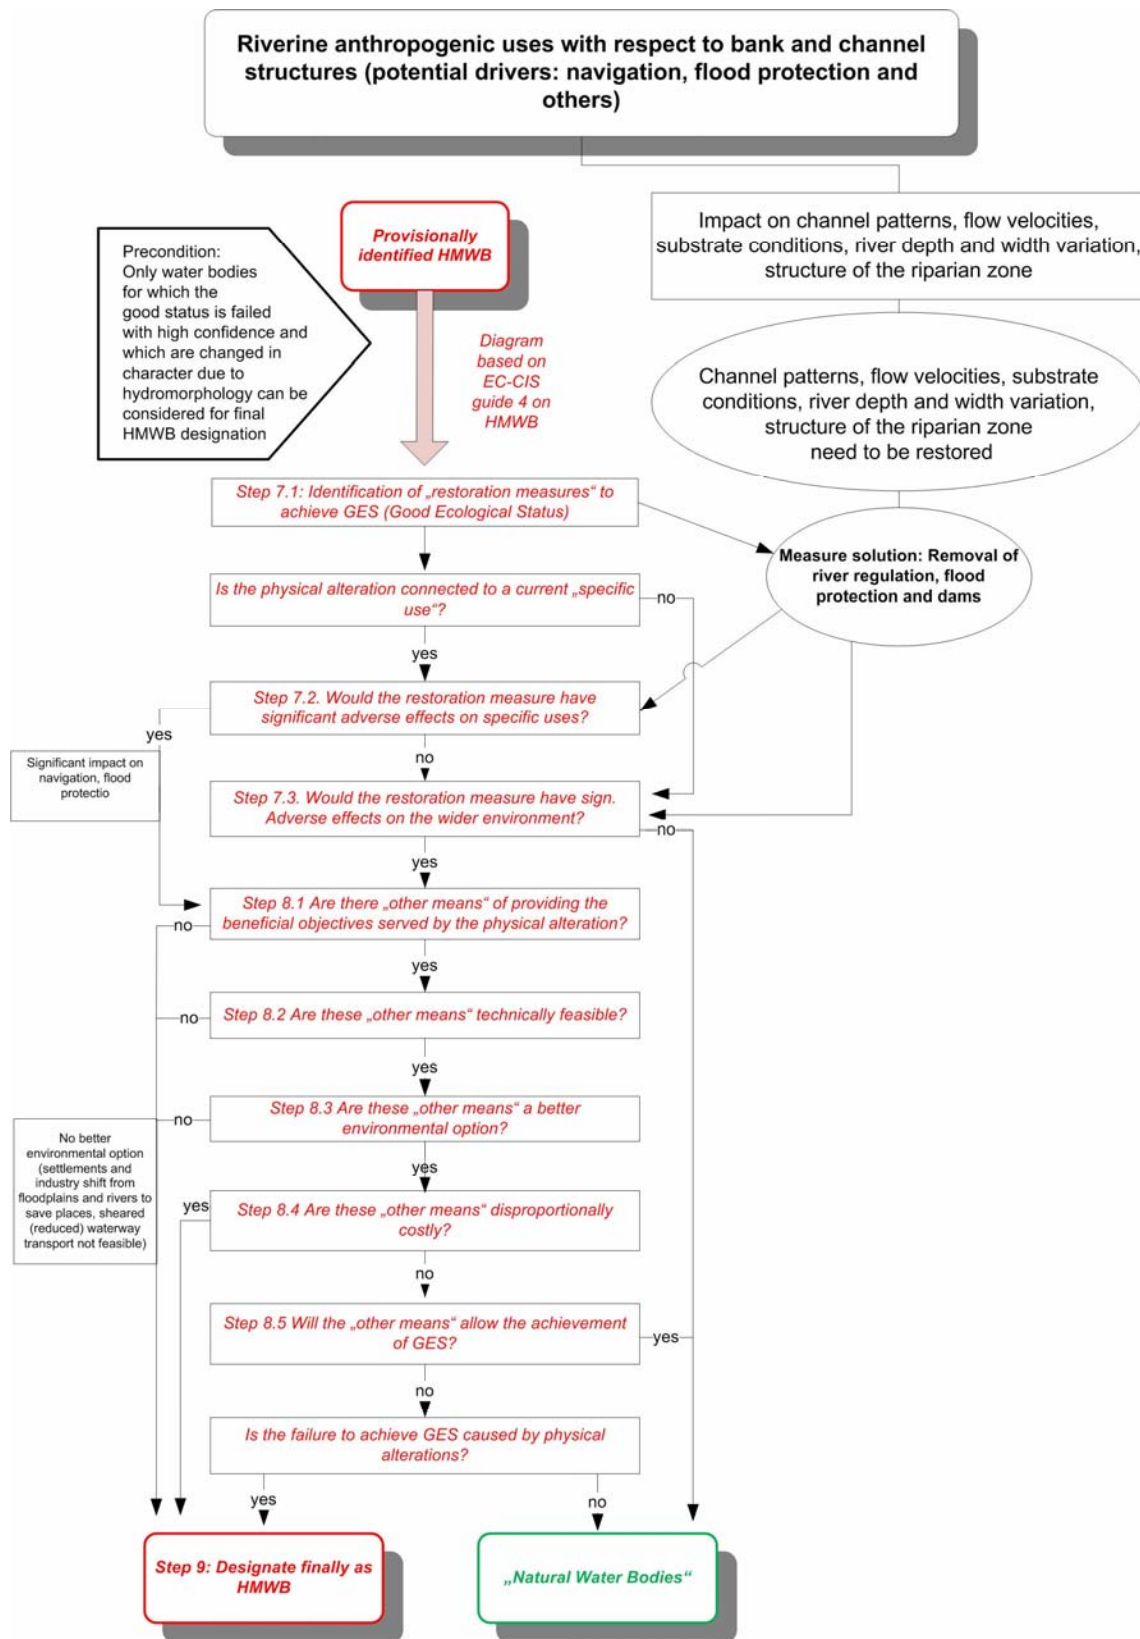 Riverine anthropogenic uses with respect to bank and channel
structures (potential drivers: navigation, flood protection and
others)
Impact on channel patterns, flow velocities,
substrate conditions, river depth and width variation,
structure of the riparian zone
Provisionally
identified HMWB
Precondition:
Only water bodies
for which the
good status is failed
with high confidence and
which are changed in
character due to
hydromorphology can be
considered for final
HMWB designation
Diagram
based on
EC-CIS
guide 4 on
HMWB
Channel patterns, flow velocities, substrate
conditions, river depth and width variation,
structure of the riparian zone
need to be restored
Step 7.1: Identification of „restoration measures“ to
achieve GES (Good Ecological Status)
Measure solution: Removal of
river regulation, flood
protection and dams
Is the physical alteration connected to a current „specific
use“?
no
yes
Step 7.2. Would the restoration measure have
significant adverse effects on specific uses?
yes
no
Significant impact on
navigation, flood
protectio
Step 7.3. Would the restoration measure have sign.
Adverse effects on the wider environment?
no
yes
Step 8.1 Are there „other means“ of providing the
beneficial objectives served by the physical alteration?
no
yes
Step 8.2 Are these „other means“ technically feasible?
no
yes
Step 8.3 Are these „other means“ a better
environmental option?
no
No better
environmental option
(settlements and
industry shift from
floodplains and rivers to
save places, sheared
(reduced) waterway
transport not feasible)
yes
Step 8.4 Are these „other means“ disproportionally
costly?
yes
no
Step 8.5 Will the „other means“ allow the achievement
of GES?
yes
no
Is the failure to achieve GES caused by physical
alterations?
yes
no
Step 9: Designate finally as
HMWB
„Natural Water Bodies“